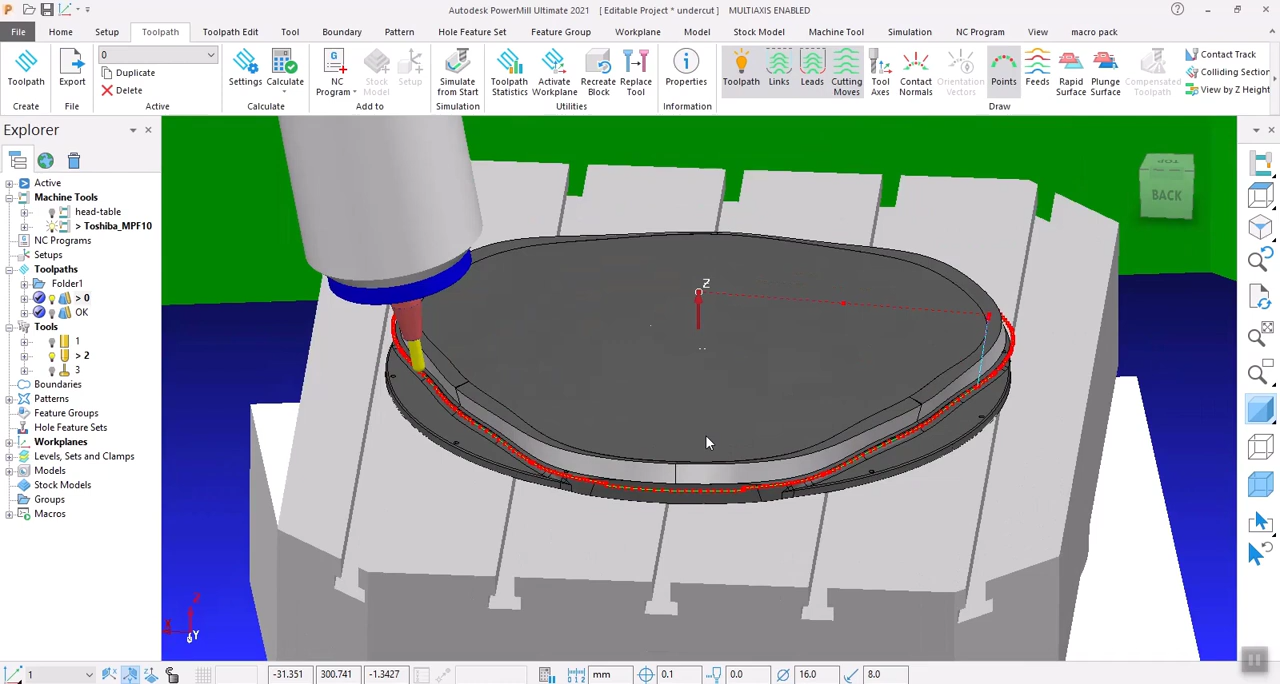 Autodesk PowerMill Ultimate 2021 [ Editable Project * undercut ] MULTIAXIS ENABLED
File Home Setup Toolpath Toolpath Edit Tool Boundary Pattern Hole Feature Set Feature Group Workplane Model Stock Model Machine Tool Simulation NC Program View macro pack
Toolpath
Create
Export
File
0
Duplicate
Delete
Active
Settings Calculate
Calculate
NC Program
Stock Model
Setup
Add to
Simulate from Start
Simulation
Toolpath Statistics
Activate Workplane
Recreate Block
Replace Tool
Utilities
Properties
Information
Toolpath Links Leads Cutting Moves Tool Axes Contact Normals Orientation Vectors Points Feeds Rapid Surface Plunge Surface Compensated Toolpath
Contact Track
Colliding Section
View by Z Height
Draw
Explorer
Active
Machine Tools
head-table
> Toshiba_MPF10
NC Programs
Setups
Toolpaths
Folder1
> 0
OK
Tools
1
> 2
3
Boundaries
Patterns
Feature Groups
Hole Feature Sets
Workplanes
Levels, Sets and Clamps
Models
Stock Models
Groups
Macros
TOP
BACK
Z
Z
X
Y
1 -31.351 300.741 -1.3427 mm 0.1 0.0 16.0 8.0